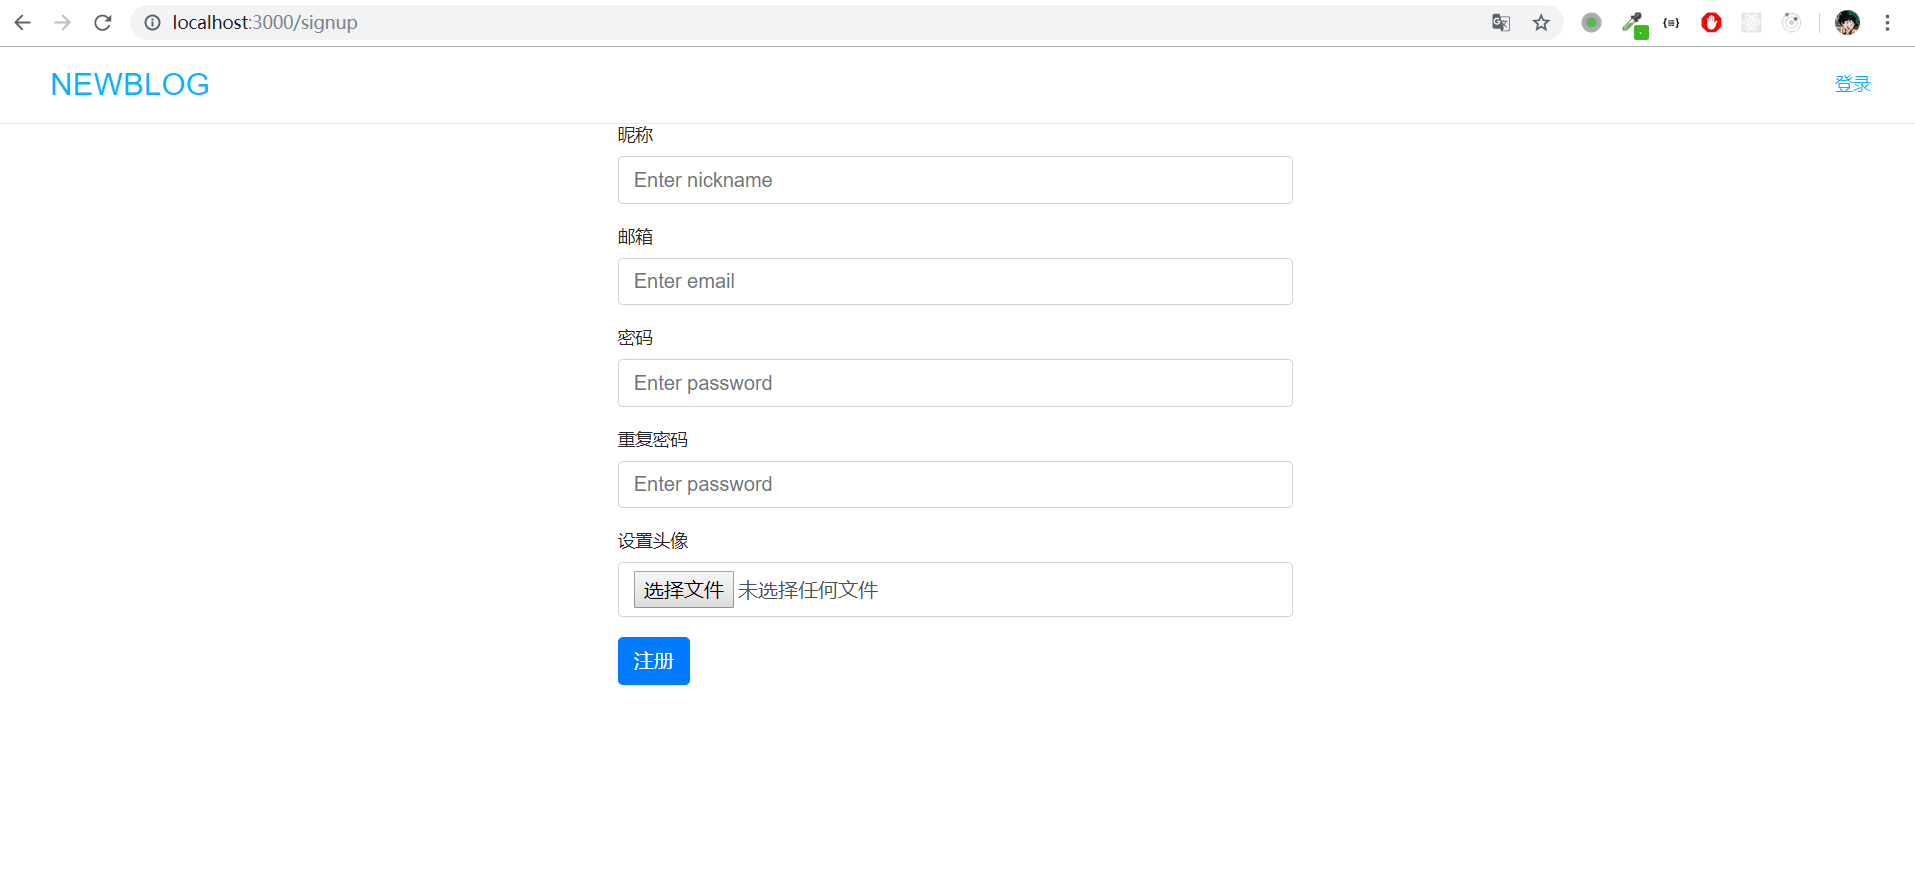 localhost:3000/signup
NEWBLOG
登录
昵称
Enter nickname
邮箱
Enter email
密码
Enter password
重复密码
Enter password
设置头像
选择文件 未选择任何文件
注册